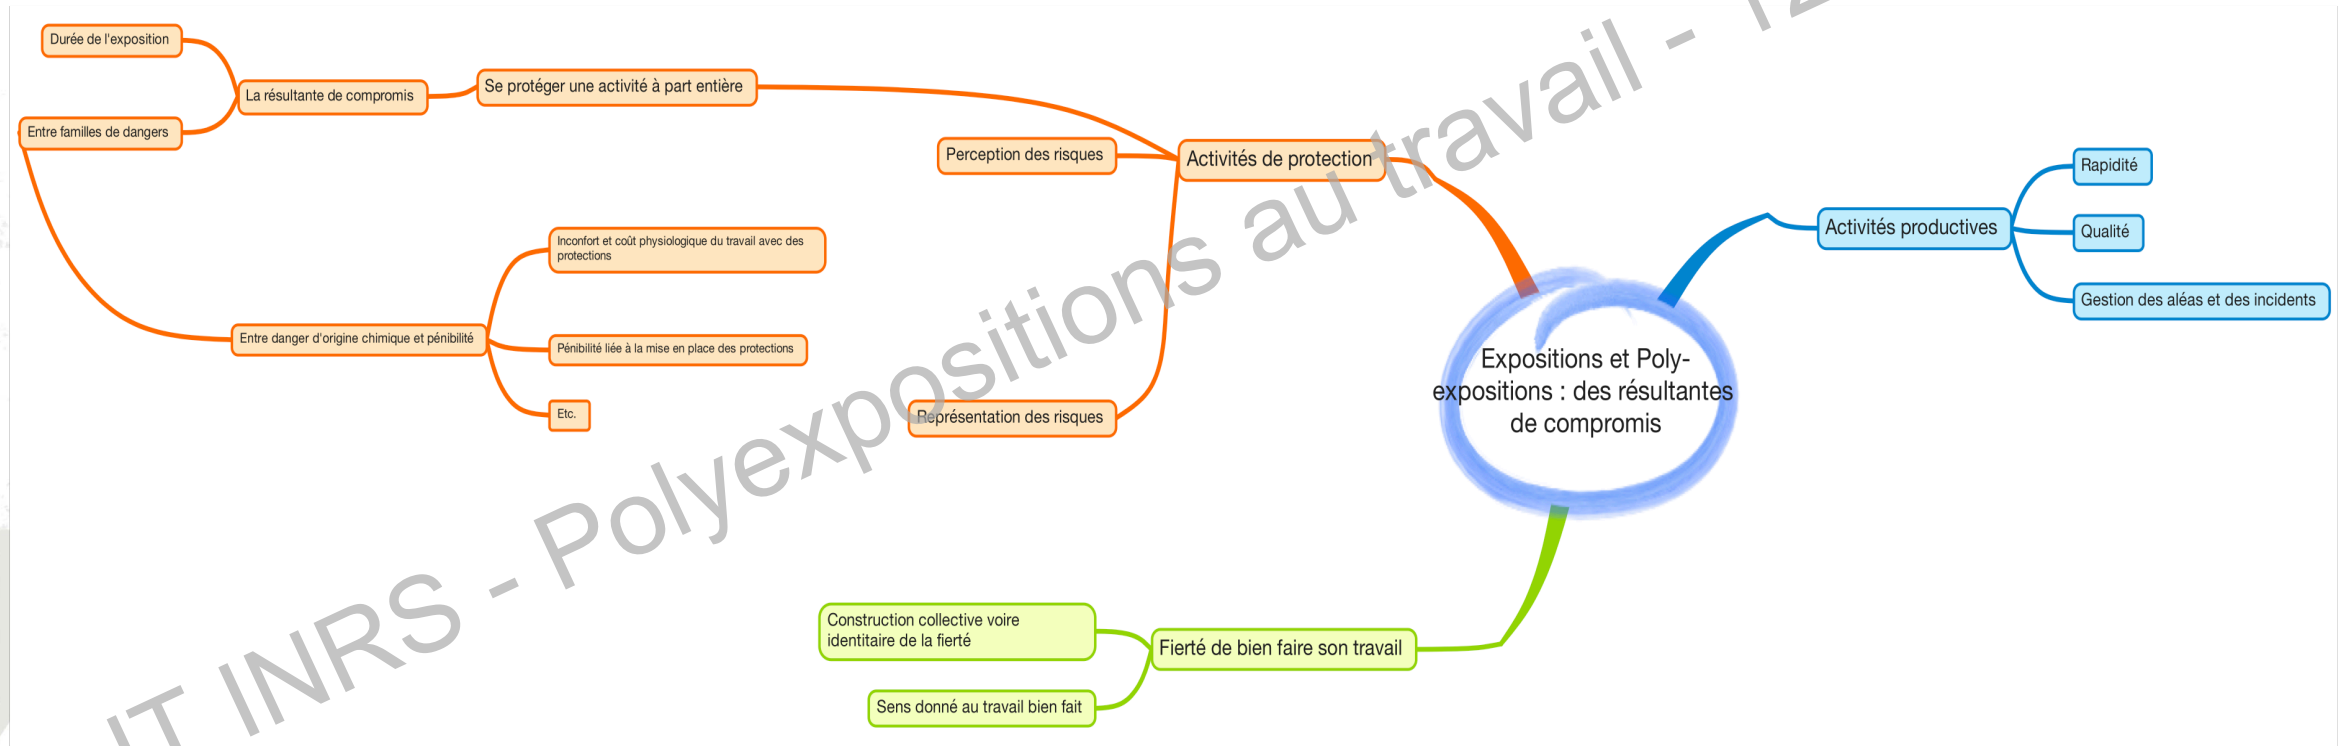 Durée de l'exposition
La résultante de compromis
Se protéger une activité à part entière
Entre familles de dangers
Perception des risques
Activités de protection
Inconfort et coût physiologique du travail avec des
protections
Entre danger d'origine chimique et pénibilité
Pénibilité liée à la mise en place des protections
Etc.
Représentation des risques
Rapidité
Activités productives
Qualité
Gestion des aléas et des incidents
Expositions et Poly-
expositions : des résultantes
de compromis
Construction collective voire
identitaire de la fierté
Fierté de bien faire son travail
Sens donné au travail bien fait
INRS - Polyexpositions au travail -